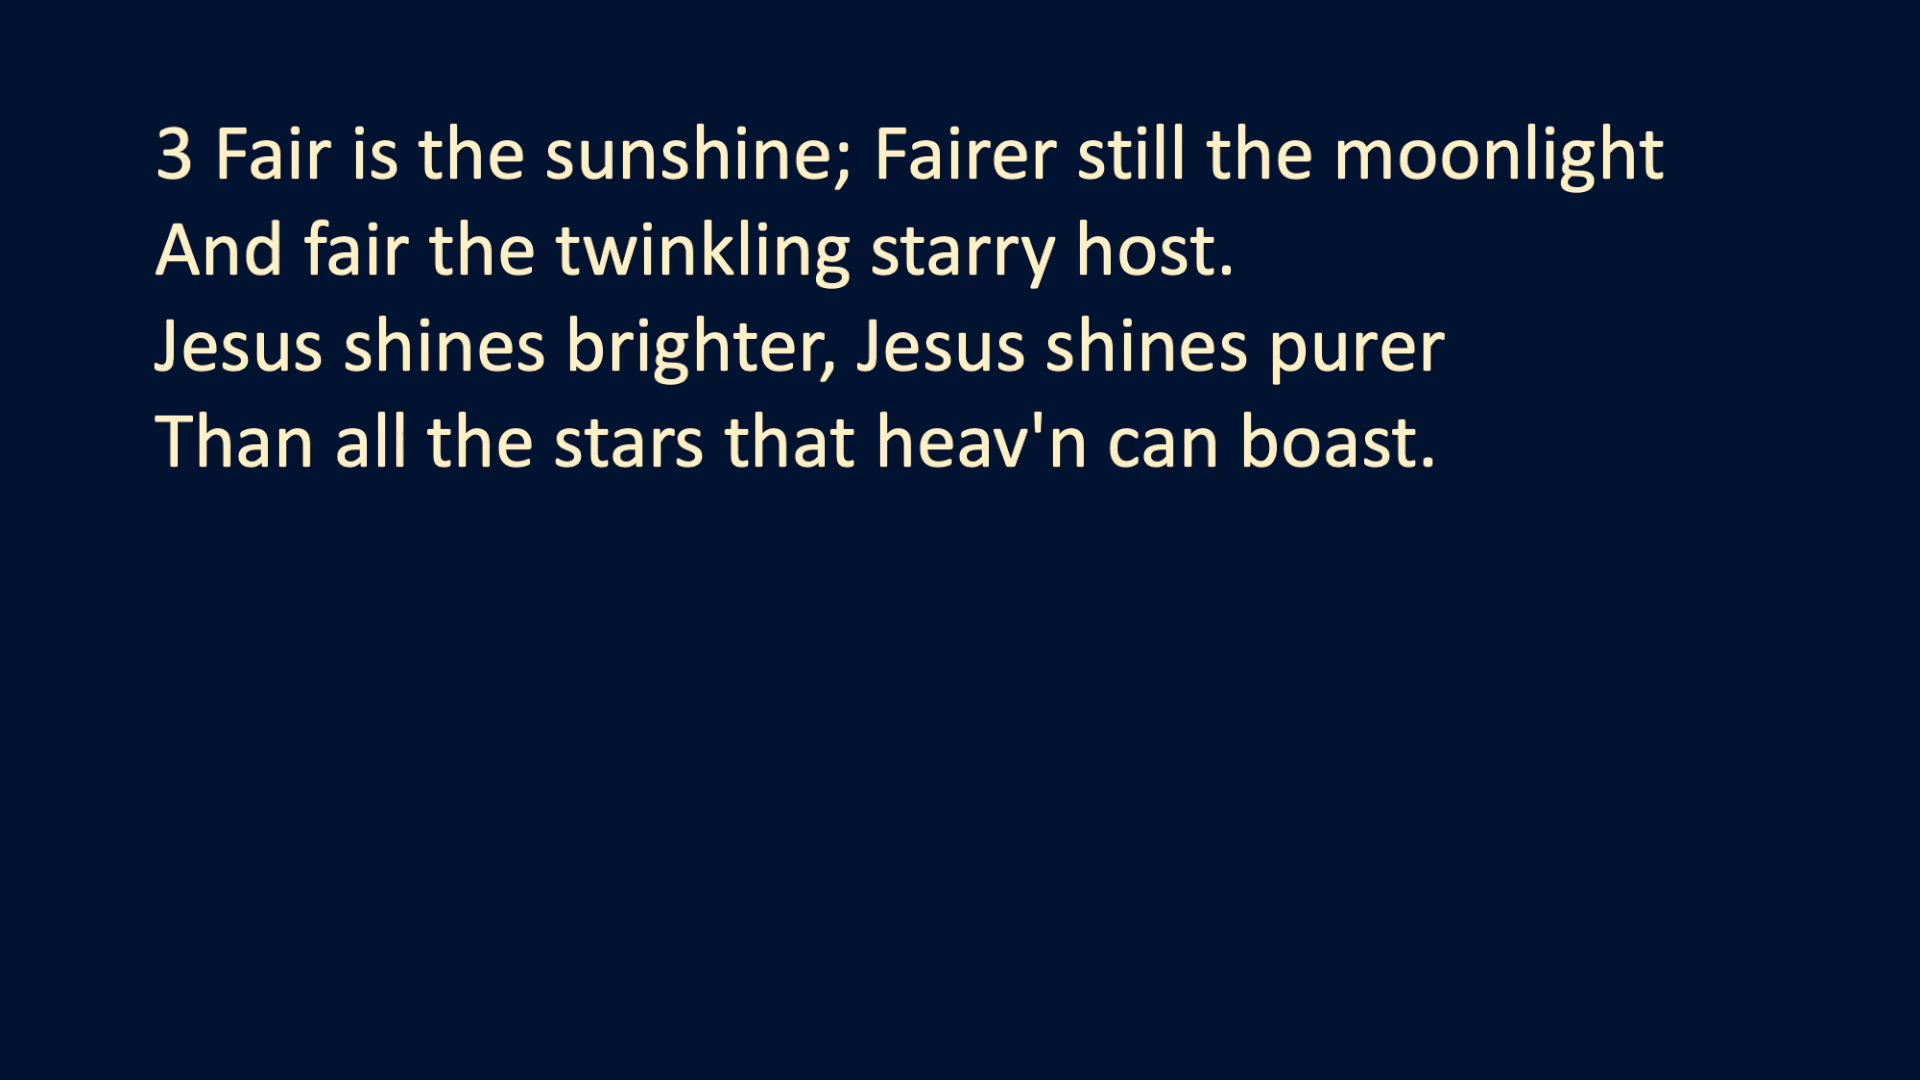 3 Fair is the sunshine; Fairer still the moonlight
And fair the twinkling starry host.
Jesus shines brighter, Jesus shines purer
Than all the stars that heav'n can boast.